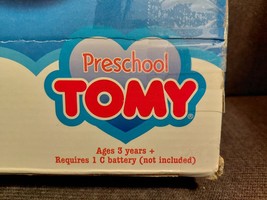 Preschool
TOMY®
Ages 3 years +
Requires 1 C battery (not included)